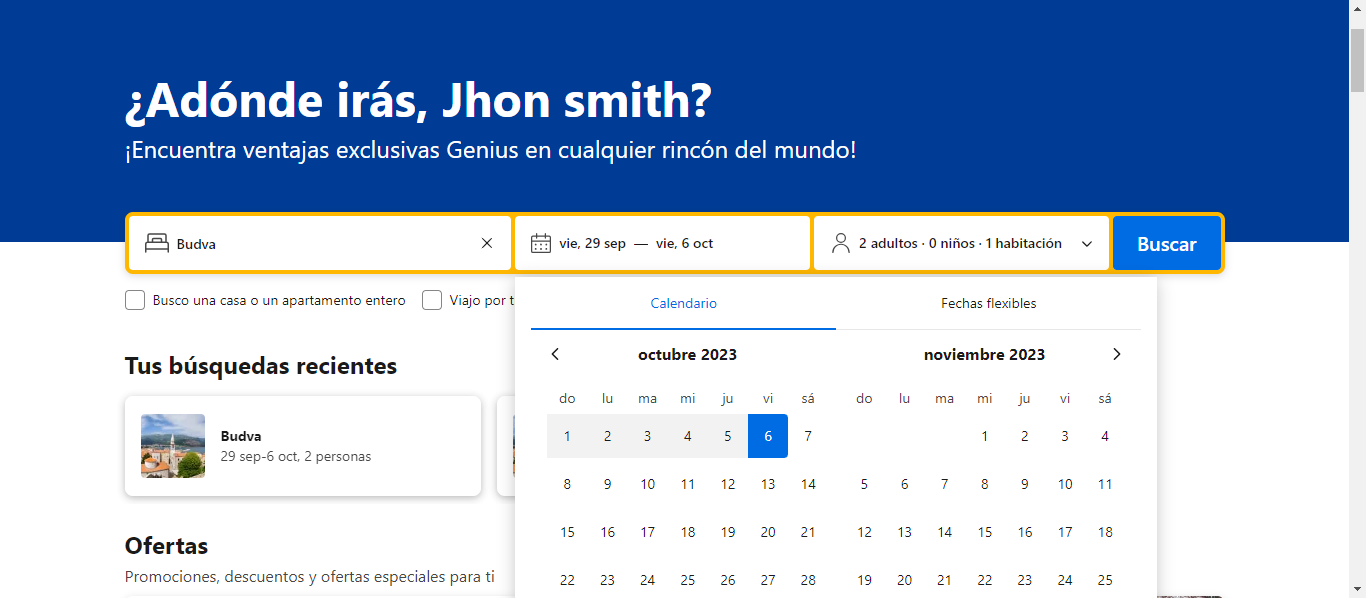 ¿Adónde irás, Jhon smith?
¡Encuentra ventajas exclusivas Genius en cualquier rincón del mundo!
Budva
vie, 29 sep — vie, 6 oct
2 adultos · 0 niños · 1 habitación
Buscar
Busco una casa o un apartamento entero
Viajo por t
Calendario
Fechas flexibles
octubre 2023
do lu ma mi ju vi sá
1 2 3 4 5 6 7
8 9 10 11 12 13 14
15 16 17 18 19 20 21
22 23 24 25 26 27 28
noviembre 2023
do lu ma mi ju vi sá
1 2 3 4
5 6 7 8 9 10 11
12 13 14 15 16 17 18
19 20 21 22 23 24 25
Tus búsquedas recientes
Budva
29 sep-6 oct, 2 personas
Ofertas
Promociones, descuentos y ofertas especiales para ti